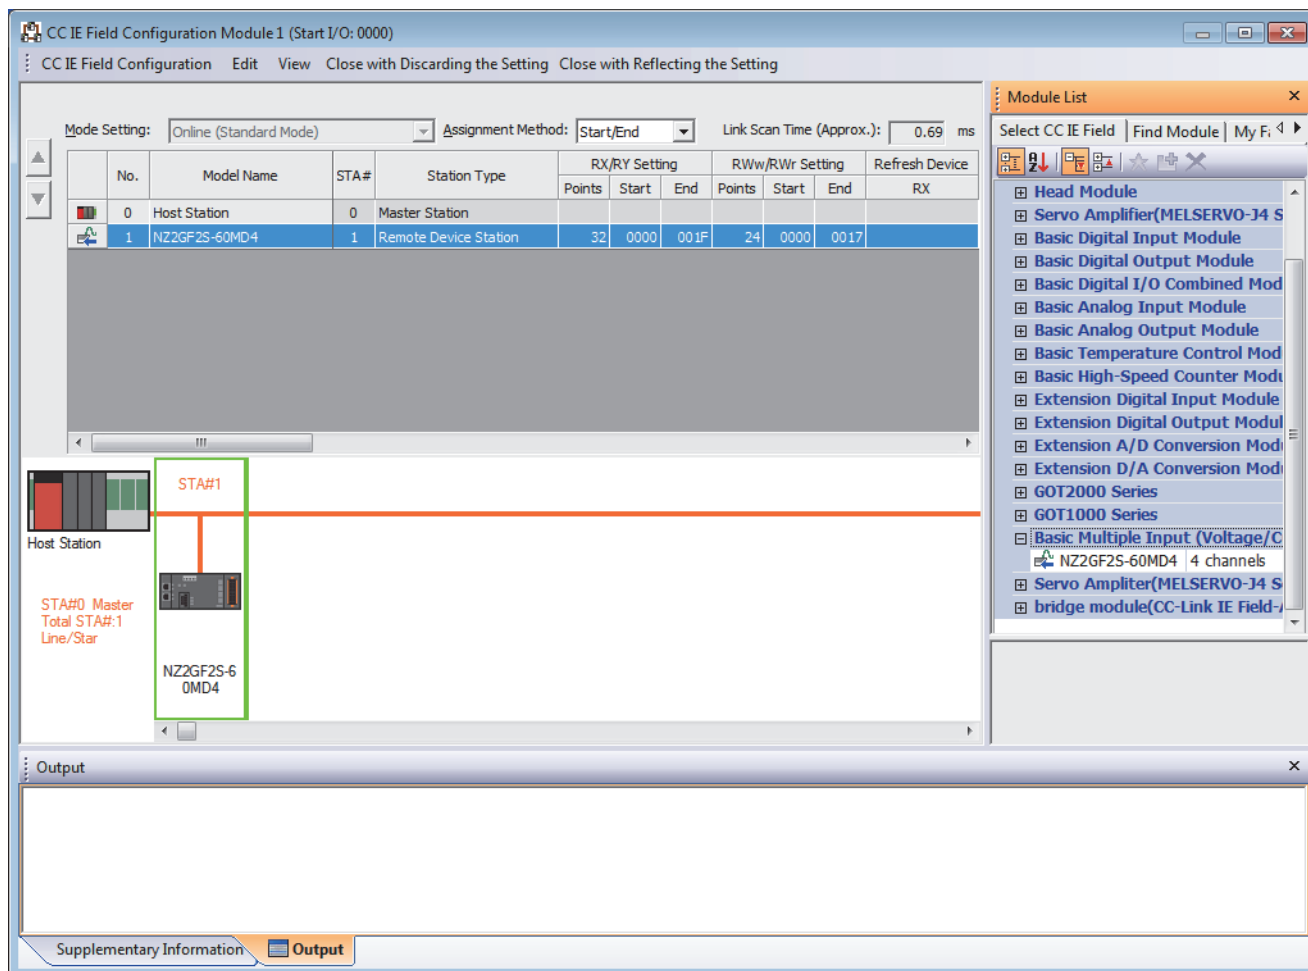 CC IE Field Configuration Module 1 (Start I/O: 0000)
CC IE Field Configuration Edit View Close with Discarding the Setting Close with Reflecting the Setting
Mode Setting: Online (Standard Mode) Assignment Method: Start/End Link Scan Time (Approx.): 0.69 ms
No. Model Name STA# Station Type RX/RY Setting RWw/RWr Setting Refresh Device
Points Start End Points Start End RX
0 Host Station 0 Master Station
1 NZ2GF2S-60MD4 1 Remote Device Station 32 0000 001F 24 0000 0017
STA#1
Host Station
STA#0 Master
Total STA#:1
Line/Star
NZ2GF2S-6
0MD4
Module List
Select CC IE Field Find Module My
Head Module
Servo Amplifier(MELSERVO-J4 S
Basic Digital Input Module
Basic Digital Output Module
Basic Digital I/O Combined Mod
Basic Analog Input Module
Basic Analog Output Module
Basic Temperature Control Mod
Basic High-Speed Counter Modu
Extension Digital Input Module
Extension Digital Output Modul
Extension A/D Conversion Mod
Extension D/A Conversion Mod
GOT2000 Series
GOT1000 Series
Basic Multiple Input (Voltage/C
NZ2GF2S-60MD4 4 channels
Servo Ampliter(MELSERVO-J4 S
bridge module(CC-Link IE Field-
Output
Supplementary Information Output